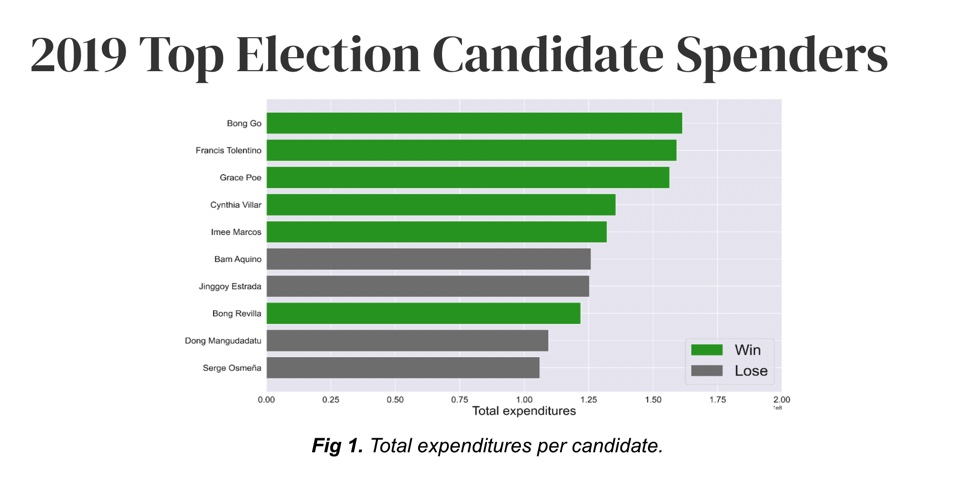 2019 Top Election Candidate Spenders
Bong Go
Francis Tolentino
Grace Poe
Cynthia Villar
Imee Marcos
Bam Aquino
Jinggoy Estrada
Bong Revilla
Dong Mangudadatu
Serge Osmeña
Win
Lose
0.00 0.25 0.50 0.75 1.00 1.25 1.50 1.75 2.00
1e8
Total expenditures
Fig 1. Total expenditures per candidate.